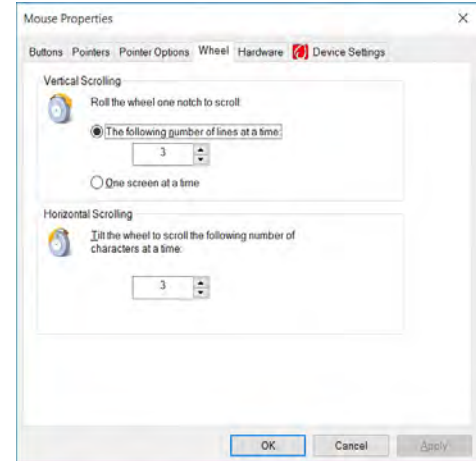 Mouse Properties
Buttons Pointers Pointer Options Wheel Hardware Device Settings
Vertical Scrolling
Roll the wheel one notch to scroll:
The following number of lines at a time:
3
One screen at a time
Horizontal Scrolling
Tilt the wheel to scroll the following number of
characters at a time:
3
OK Cancel Apply